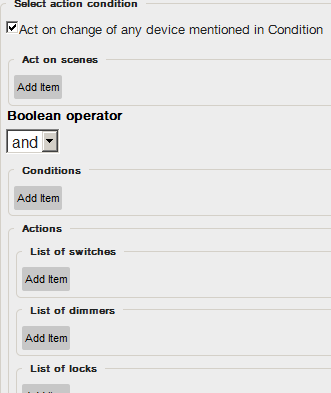 Select action condition
Act on change of any device mentioned in Condition
Act on scenes
Add Item
Boolean operator
and
Conditions
Add Item
Actions
List of switches
Add Item
List of dimmers
Add Item
List of locks